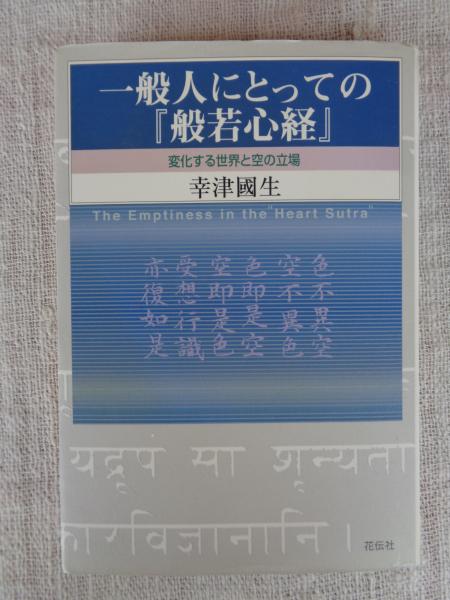 一般人にとっての
『般若心経』
変化する世界と空の立場
幸津國生
The Emptiness in the "Heart Sutra"
色不異空
空不異色
色即是空
空即是色
受想行識
亦復如是
यद्रूपं सा शून्यता
कारविज्ञानानि।
花伝社